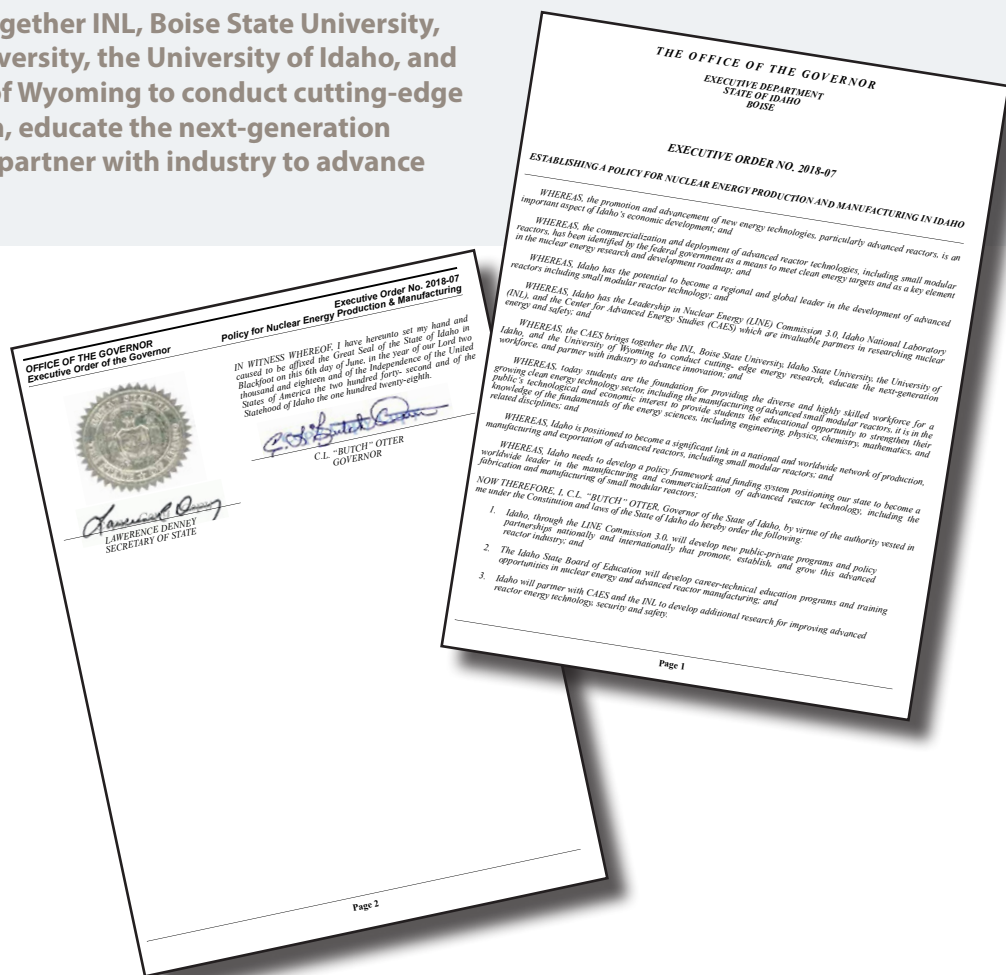 gether INL, Boise State University,
versity, the University of Idaho, and
of Wyoming to conduct cutting-edge
n, educate the next-generation
partner with industry to advance
THE OFFICE OF THE GOVERNOR
EXECUTIVE DEPARTMENT
STATE OF IDAHO
BOISE
EXECUTIVE ORDER NO. 2018-07
ESTABLISHING A POLICY FOR NUCLEAR ENERGY PRODUCTION AND MANUFACTURING IN IDAHO
WHEREAS, the promotion and advancement of new energy technologies, particularly advanced reactors, is an
important aspect of Idaho's economic development; and
WHEREAS, the commercialization and deployment of advanced reactor technologies, including small modular
reactors, has been identified by the federal government as a means to meet clean energy targets and as a key element
in the nuclear energy research and development roadmap; and
WHEREAS, Idaho has the potential to become a regional and global leader in the development of advanced
reactors including small modular reactor technology; and
WHEREAS, Idaho has the Leadership in Nuclear Energy (LINE) Commission 3.0, Idaho National Laboratory
(INL), and the Center for Advanced Energy Studies (CAES) which are invaluable partners in researching nuclear
energy and safety; and
WHEREAS, the CAES brings together the INL, Boise State University, Idaho State University, the University of
Idaho, and the University of Wyoming to conduct cutting- edge energy research, educate the next-generation
workforce, and partner with industry to advance innovation; and
WHEREAS, today students are the foundation for providing the diverse and highly skilled workforce for a
growing clean energy technology sector, including the manufacturing of advanced small modular reactors, it is in the
public's technological and economic interest to provide students the educational opportunity to strengthen their
knowledge of the fundamentals of the energy sciences, including engineering, physics, chemistry, mathematics, and
related disciplines; and
WHEREAS, Idaho is positioned to become a significant link in a national and worldwide network of production,
manufacturing and exportation of advanced reactors, including small modular reactors; and
WHEREAS, Idaho needs to develop a policy framework and funding system positioning our state to become a
worldwide leader in the manufacturing and commercialization of advanced reactor technology, including the
fabrication and manufacturing of small modular reactors;
NOW THEREFORE, I, C.L. "BUTCH" OTTER, Governor of the State of Idaho, by virtue of the authority vested in
me under the Constitution and laws of the State of Idaho do hereby order the following:
1. Idaho, through the LINE Commission 3.0, will develop new public-private programs and policy
partnerships nationally and internationally that promote, establish, and grow this advanced
reactor industry; and
2. The Idaho State Board of Education will develop career-technical education programs and training
opportunities in nuclear energy and advanced reactor manufacturing; and
3. Idaho will partner with CAES and the INL to develop additional research for improving advanced
reactor energy technology, security and safety.
Page 1
OFFICE OF THE GOVERNOR
Executive Order of the Governor
Executive Order No. 2018-07
Policy for Nuclear Energy Production & Manufacturing
IN WITNESS WHEREOF, I have hereunto set my hand and
caused to be affixed the Great Seal of the State of Idaho in
Blackfoot on this 6th day of June, in the year of our Lord two
thousand and eighteen and of the Independence of the United
States of America the two hundred forty- second and of the
Statehood of Idaho the one hundred twenty-eighth.
C.L. "BUTCH" OTTER
GOVERNOR
LAWERENCE DENNEY
SECRETARY OF STATE
Page 2